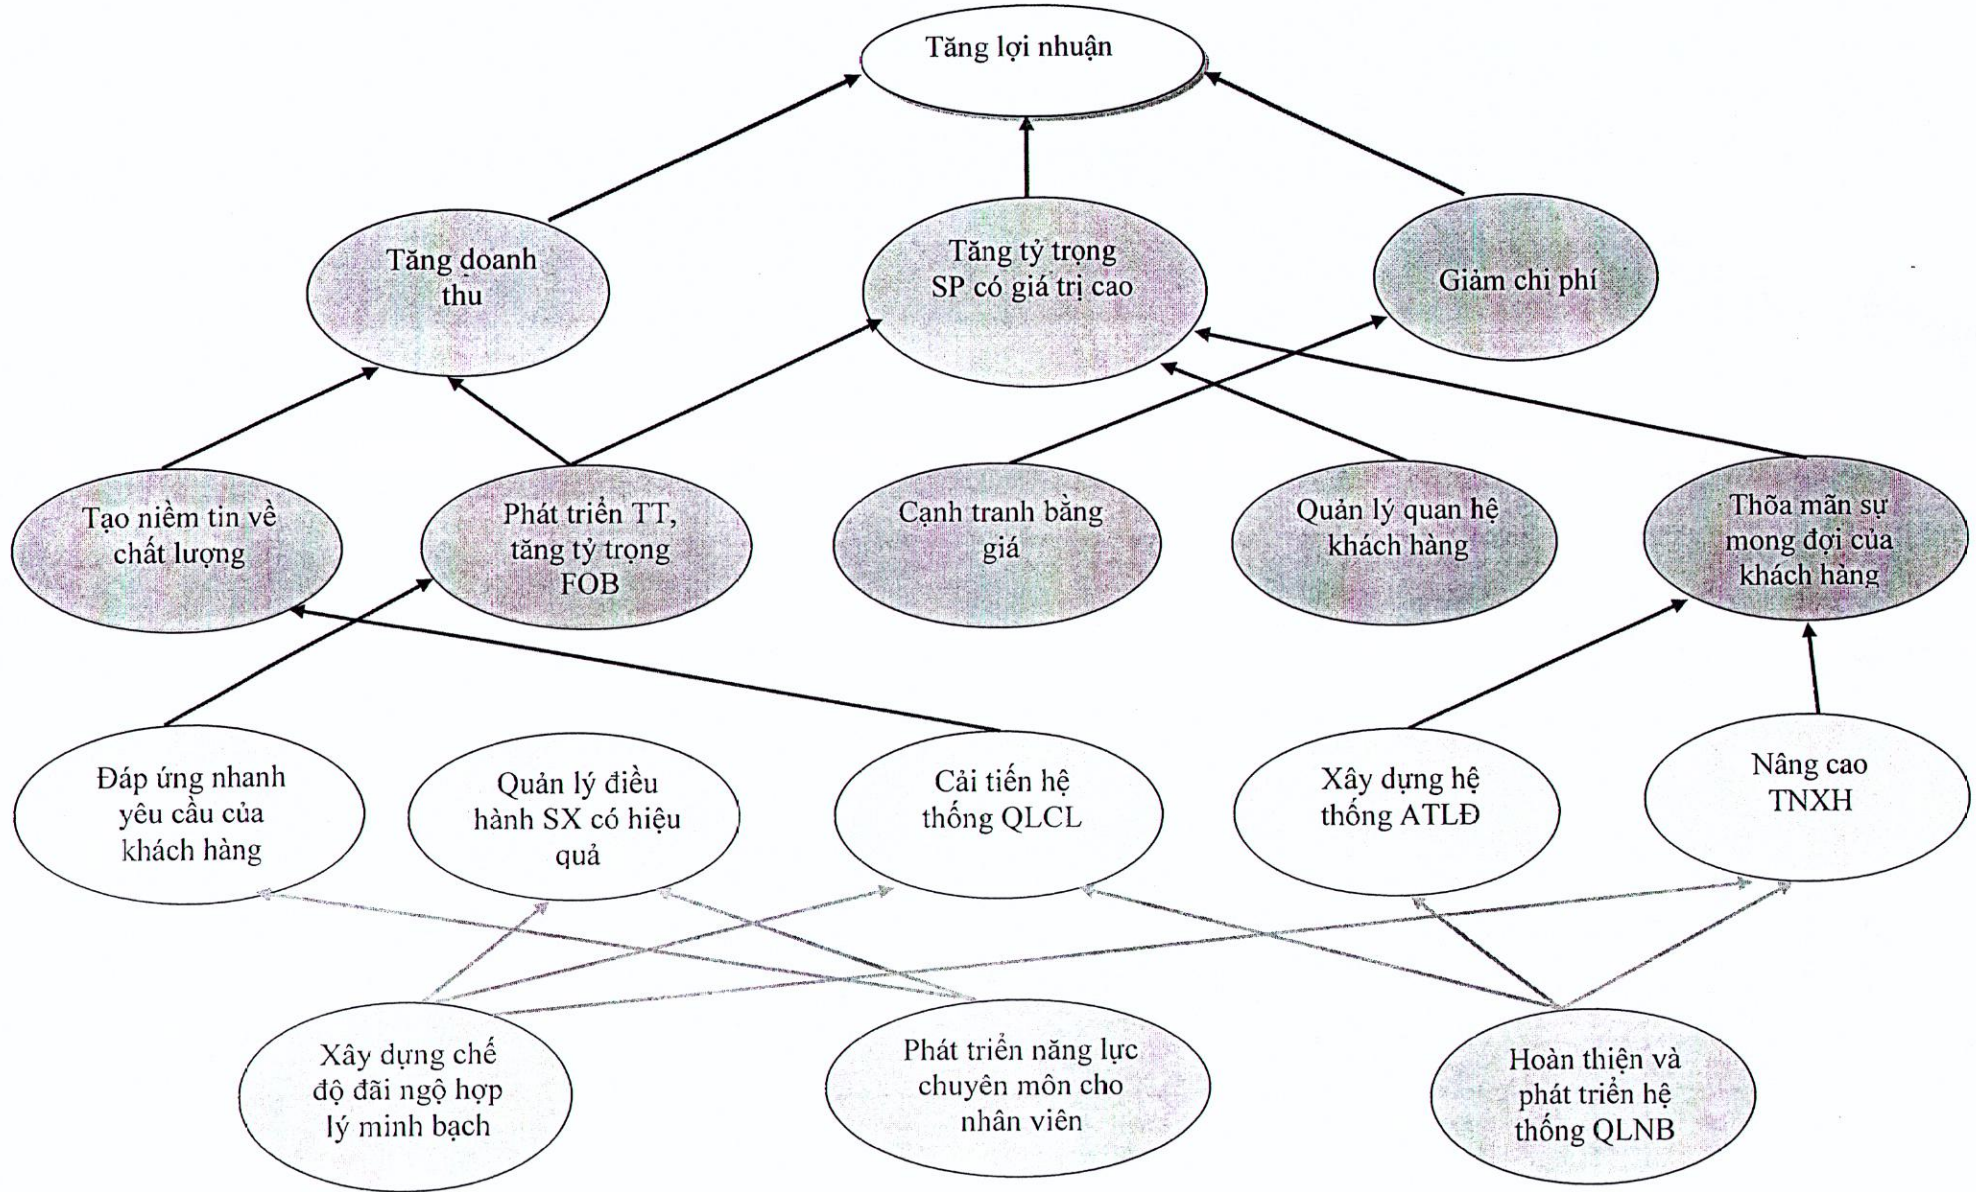 Tăng lợi nhuận
Tăng doanh
thu
Tăng tỷ trọng
SP có giá trị cao
Giảm chi phí
Tạo niềm tin về
chất lượng
Phát triển TT,
tăng tỷ trọng
FOB
Cạnh tranh bằng
giá
Quản lý quan hệ
khách hàng
Thõa mãn sự
mong đợi của
khách hàng
Đáp ứng nhanh
yêu cầu của
khách hàng
Quản lý điều
hành SX có hiệu
quả
Cải tiến hệ
thống QLCL
Xây dựng hệ
thống ATLĐ
Nâng cao
TNXH
Xây dựng chế
độ đãi ngộ hợp
lý minh bạch
Phát triển năng lực
chuyên môn cho
nhân viên
Hoàn thiện và
phát triển hệ
thống QLNB